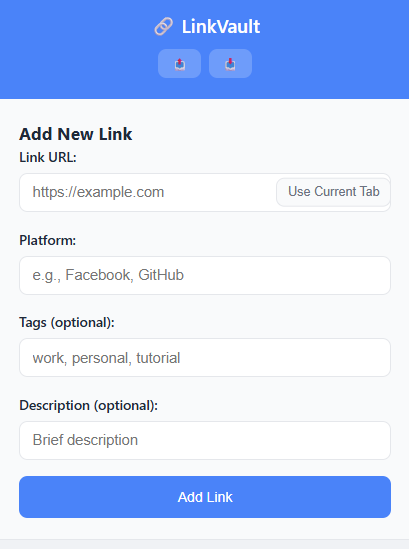 LinkVault
Add New Link
Link URL:
https://example.com
Use Current Tab
Platform:
e.g., Facebook, GitHub
Tags (optional):
work, personal, tutorial
Description (optional):
Brief description
Add Link